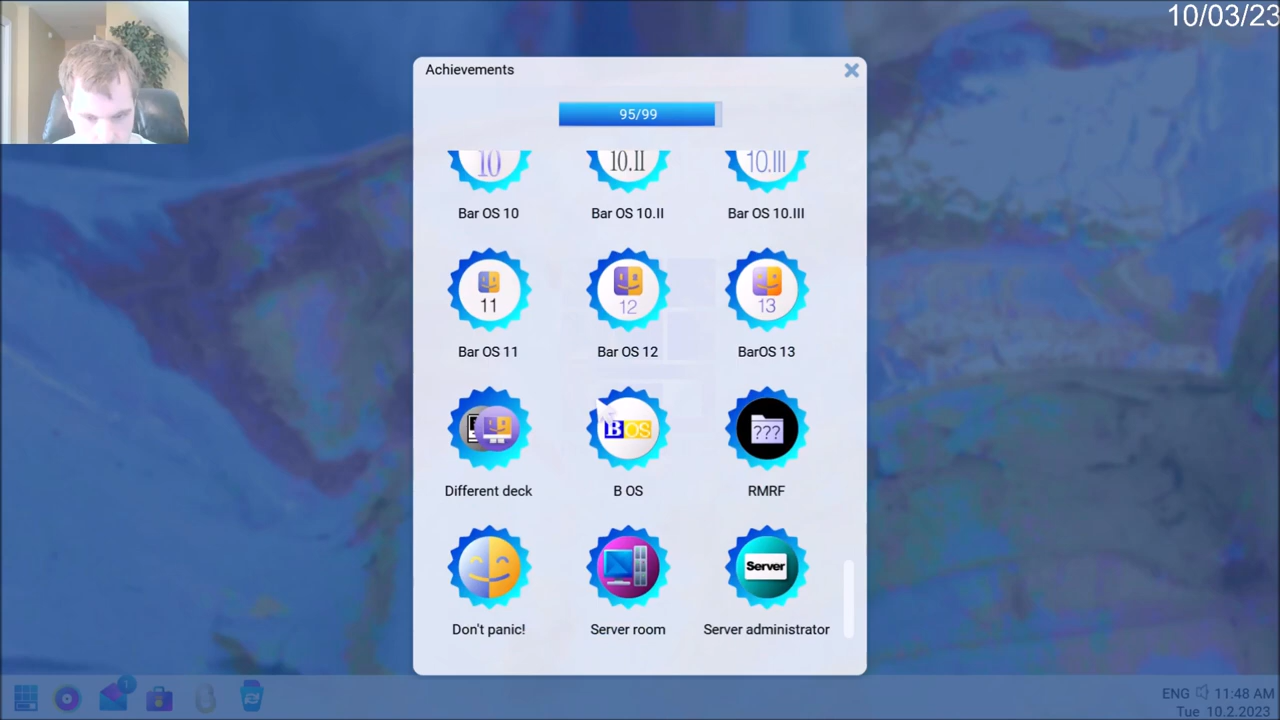 10/03/23
Achievements
95/99
10 10.II 10.III
Bar OS 10 Bar OS 10.II Bar OS 10.III
11 12 13
Bar OS 11 Bar OS 12 BarOS 13
B OS ???
Different deck B OS RMRF
Server
Don't panic! Server room Server administrator
1
ENG 11:48 AM
Tue 10.2.2023